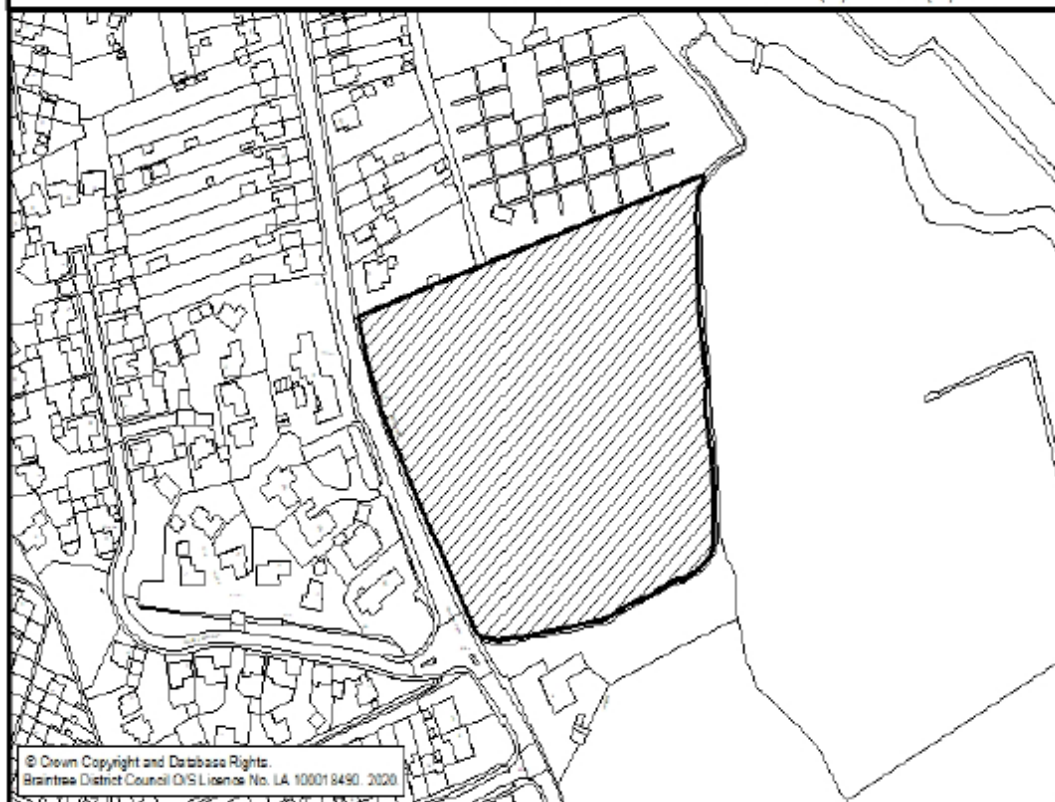 © Crown Copyright and Database Rights.
Braintree District Council O/S Licence No. LA 100018490. 2020